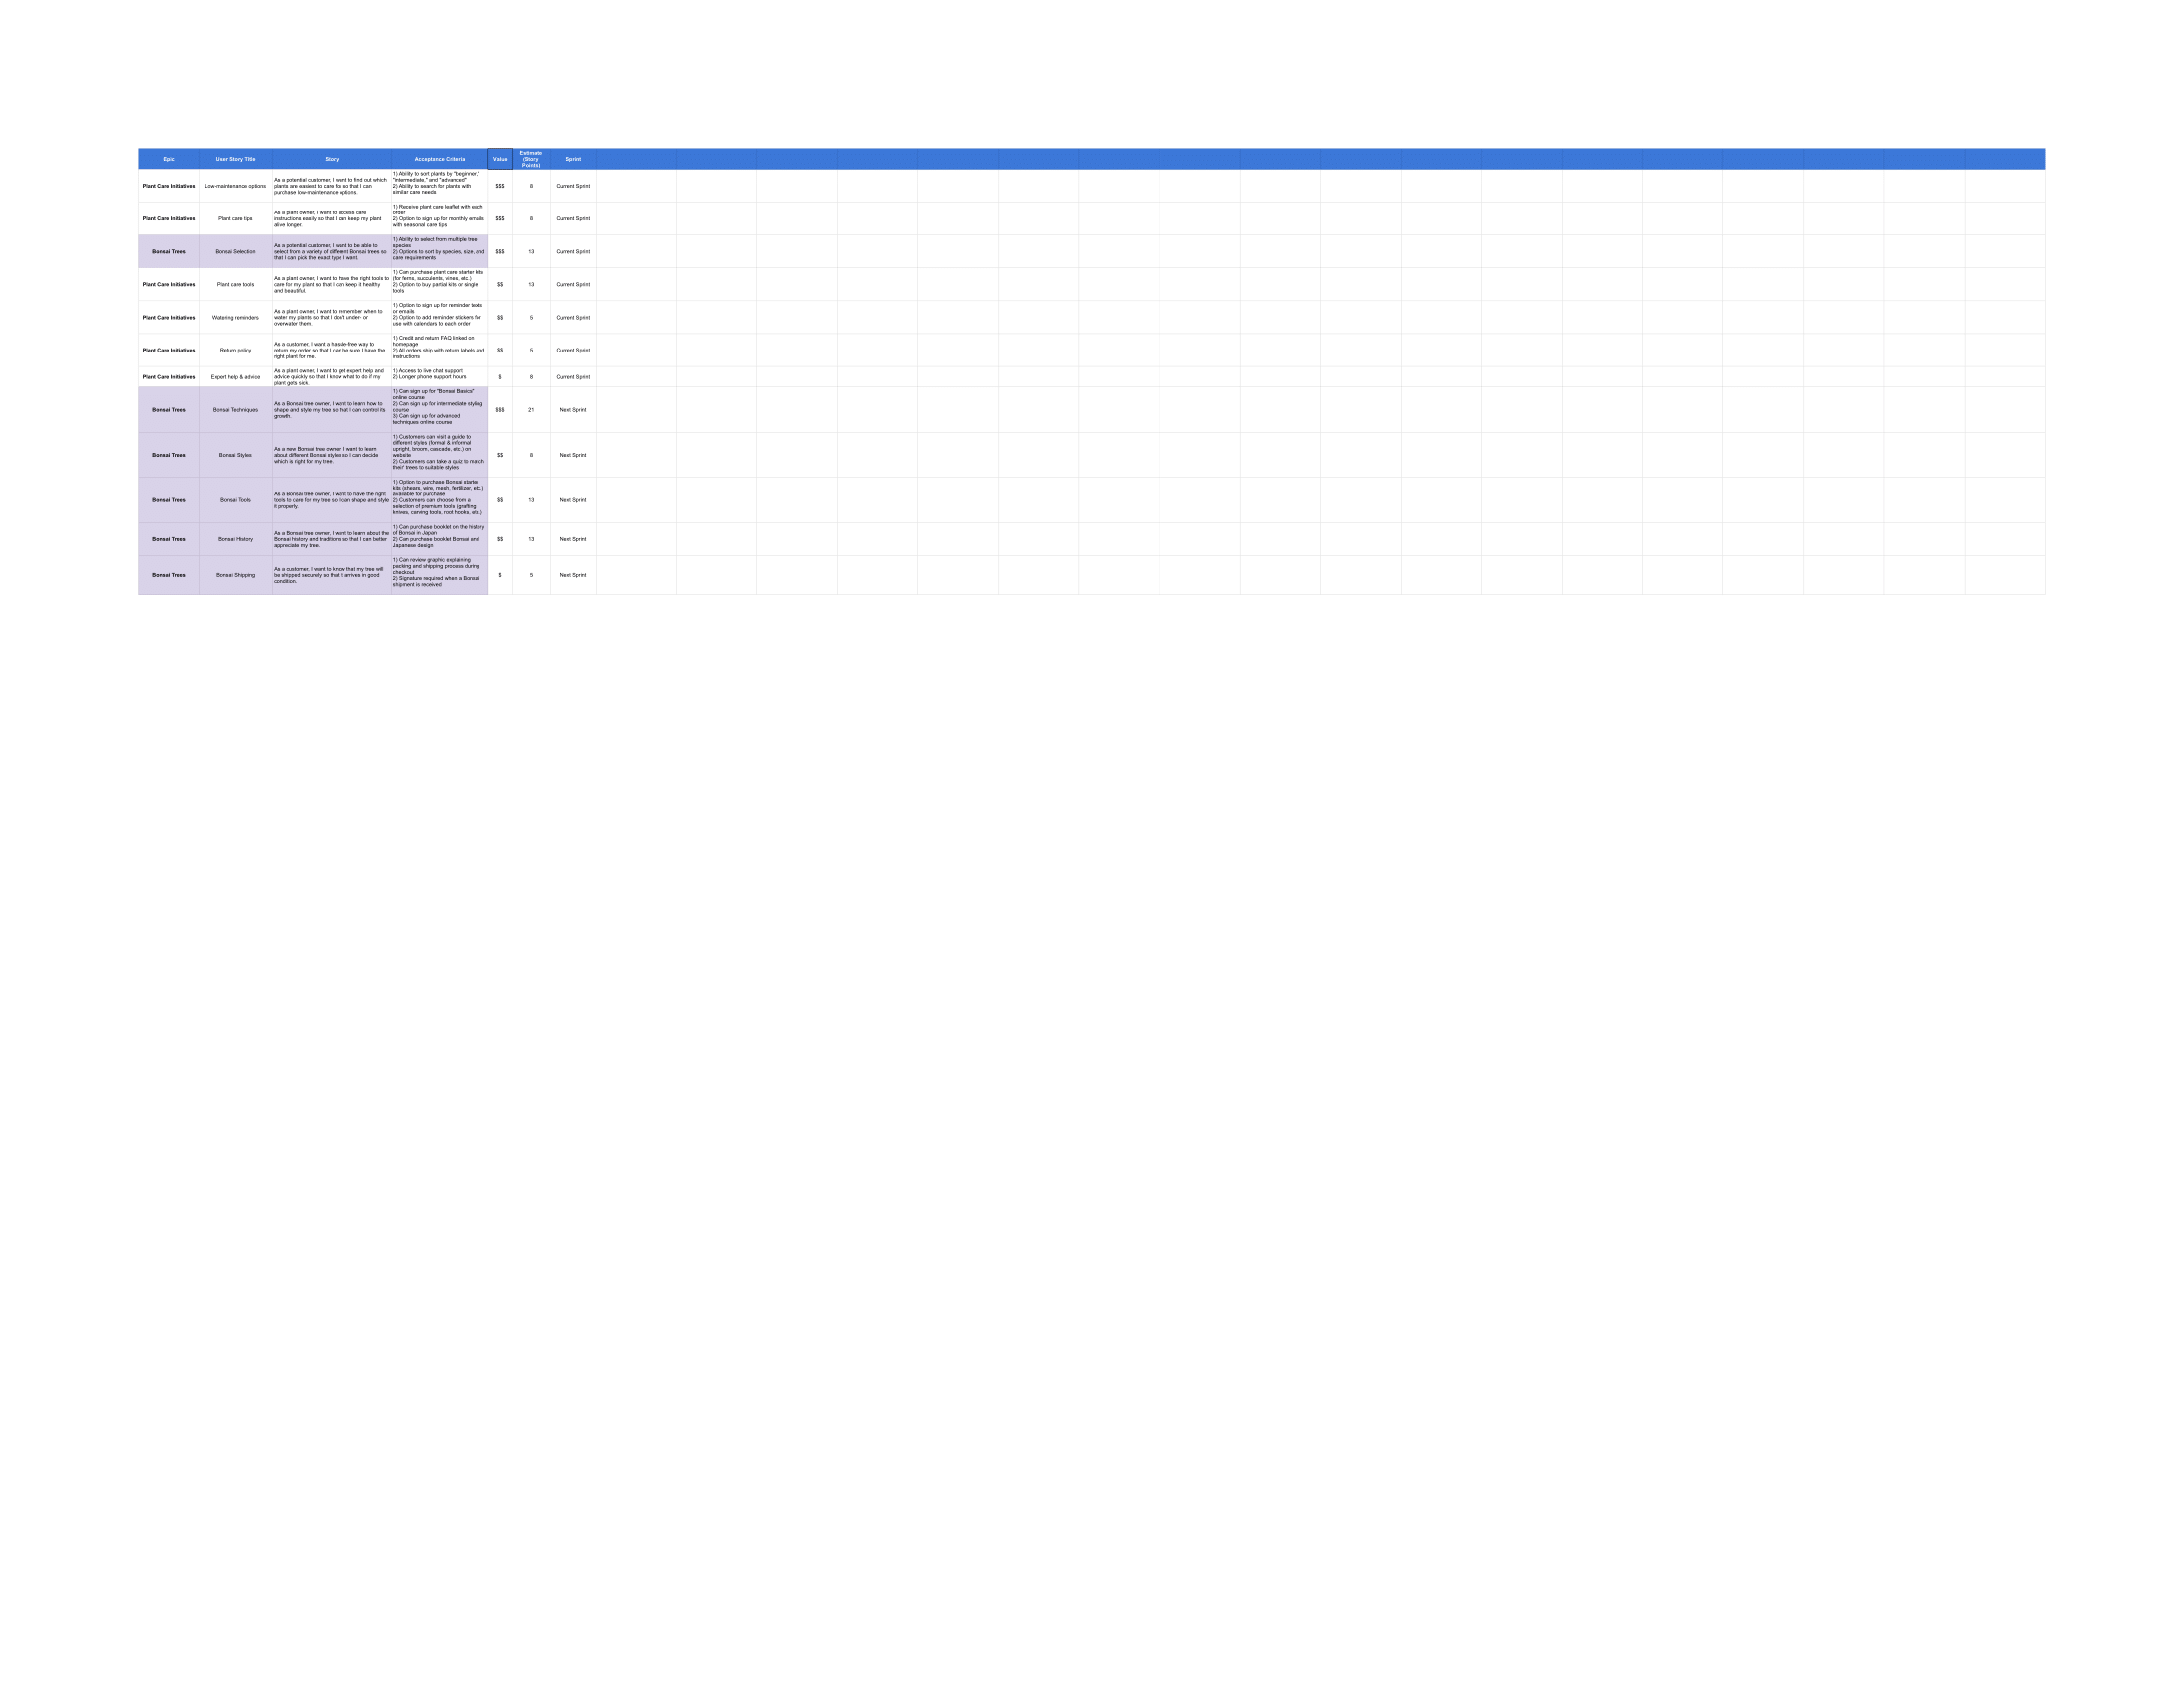 Epic
User Story Title
Story
Acceptance Criteria
Value
Estimate
(Story
Points)
Sprint
Plant Care Initiatives
Low-maintenance options
As a potential customer, I want to find out which
plants are easiest to care for so that I can
purchase low-maintenance options.
1) Ability to sort plants by "beginner,"
"intermediate," and "advanced"
2) Ability to search for plants with
similar care needs
$$$
8
Current Sprint
Plant Care Initiatives
Plant care tips
As a plant owner, I want to access care
instructions easily so that I can keep my plant
alive longer.
1) Receive plant care leaflet with each
order
2) Option to sign up for monthly emails
with seasonal care tips
$$$
8
Current Sprint
Bonsai Trees
Bonsai Selection
As a potential customer, I want to be able to
select from a variety of different Bonsai trees so
that I can pick the exact type I want.
1) Ability to select from multiple tree
species
2) Options to sort by species, size, and
care requirements
$$$
13
Current Sprint
Plant Care Initiatives
Plant care tools
As a plant owner, I want to have the right tools to
care for my plant so that I can keep it healthy
and beautiful.
1) Can purchase plant care starter kits
(for ferns, succulents, vines, etc.)
2) Option to buy partial kits or single
tools
$$
13
Current Sprint
Plant Care Initiatives
Watering reminders
As a plant owner, I want to remember when to
water my plants so that I don't under- or
overwater them.
1) Option to sign up for reminder texts
or emails
2) Option to add reminder stickers for
use with calendars to each order
$$
5
Current Sprint
Plant Care Initiatives
Return policy
As a customer, I want a hassle-free way to
return my order so that I can be sure I have the
right plant for me.
1) Credit and return FAQ linked on
homepage
2) All orders ship with return labels and
instructions
$$
5
Current Sprint
Plant Care Initiatives
Expert help & advice
As a plant owner, I want to get expert help and
advice quickly so that I know what to do if my
plant gets sick.
1) Access to live chat support
2) Longer phone support hours
$
8
Current Sprint
Bonsai Trees
Bonsai Techniques
As a Bonsai tree owner, I want to learn how to
shape and style my tree so that I can control its
growth.
1) Can sign up for "Bonsai Basics"
online course
2) Can sign up for intermediate styling
course
3) Can sign up for advanced
techniques online course
$$$
21
Next Sprint
Bonsai Trees
Bonsai Styles
As a new Bonsai tree owner, I want to learn
about different Bonsai styles so I can decide
which is right for my tree.
1) Customers can visit a guide to
different styles (formal & informal
upright, broom, cascade, etc.) on
website
2) Customers can take a quiz to match
their trees to suitable styles
$$
8
Next Sprint
Bonsai Trees
Bonsai Tools
As a Bonsai tree owner, I want to have the right
tools to care for my tree so I can shape and style
it properly.
1) Option to purchase Bonsai starter
kits (shears, wire, mesh, fertilizer, etc.)
available for purchase
2) Customers can choose from a
selection of premium tools (grafting
knives, carving tools, root hooks, etc.)
$$
13
Next Sprint
Bonsai Trees
Bonsai History
As a Bonsai tree owner, I want to learn about the
Bonsai history and traditions so that I can better
appreciate my tree.
1) Can purchase booklet on the history
of Bonsai in Japan
2) Can purchase booklet Bonsai and
Japanese design
$$
13
Next Sprint
Bonsai Trees
Bonsai Shipping
As a customer, I want to know that my tree will
be shipped securely so that it arrives in good
condition.
1) Can review graphic explaining
packing and shipping process during
checkout
2) Signature required when a Bonsai
shipment is received
$
5
Next Sprint